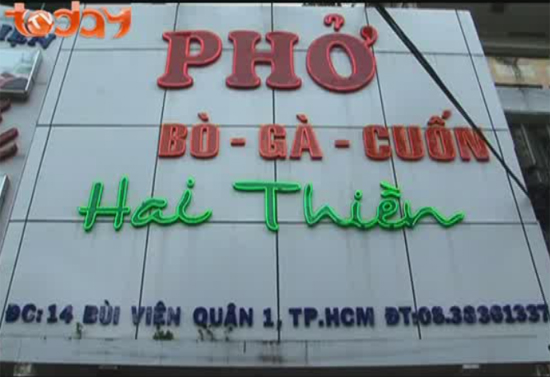 today
PHỞ
BÒ - GÀ - CUỐN
Hai Thiền
ĐC: 14 BÙI VIỆN QUẬN 1, TP.HCM ĐT:08.38361337